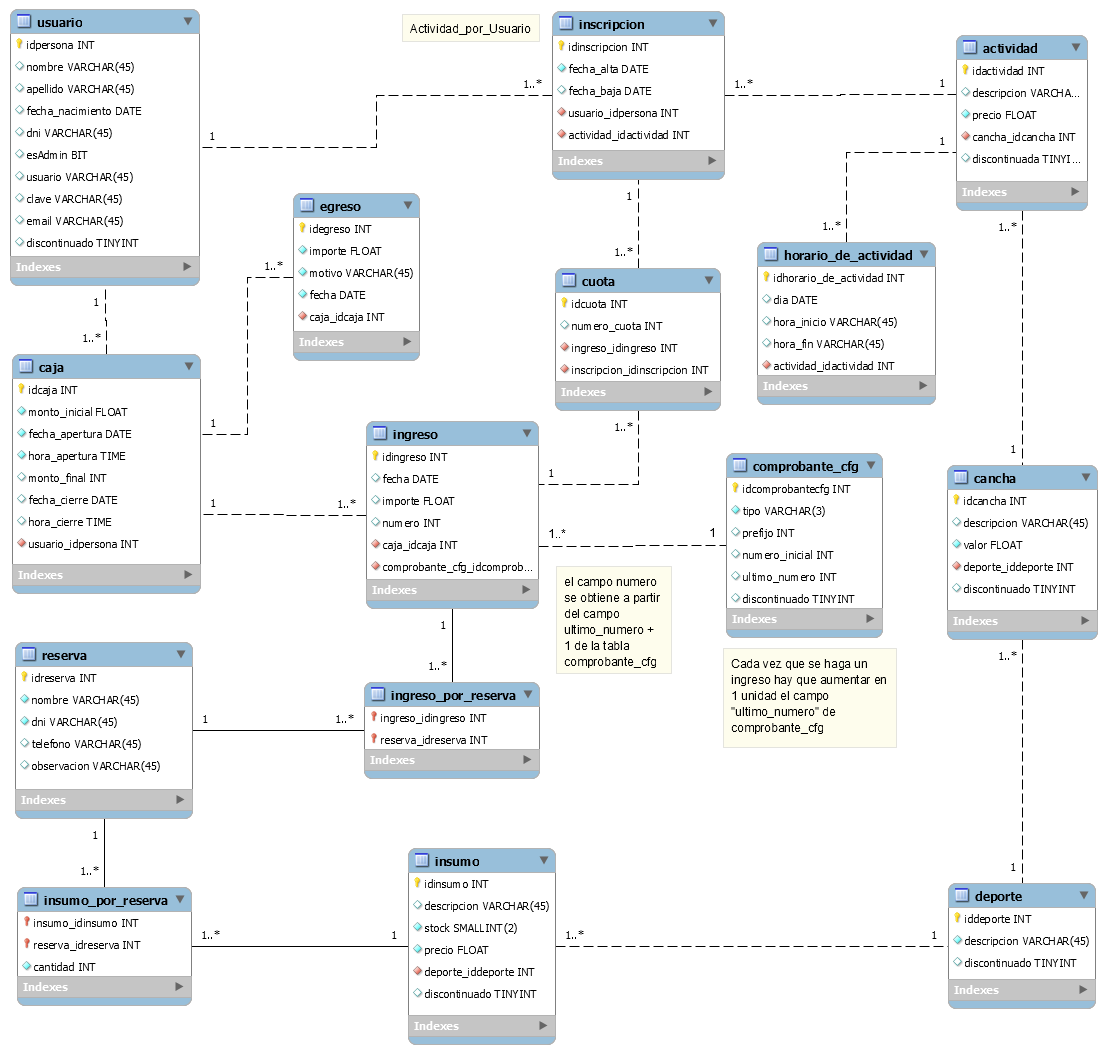 usuario
idpersona INT
nombre VARCHAR(45)
apellido VARCHAR(45)
fecha_nacimiento DATE
dni VARCHAR(45)
esAdmin BIT
usuario VARCHAR(45)
clave VARCHAR(45)
email VARCHAR(45)
discontinuado TINYINT
Indexes
Actividad_por_Usuario
inscripcion
idinscripcion INT
fecha_alta DATE
fecha_baja DATE
usuario_idpersona INT
actividad_idactividad INT
Indexes
actividad
idactividad INT
descripcion VARCHA...
precio FLOAT
cancha_idcancha INT
discontinuada TINYI...
Indexes
1
1..*
1..*
1
1
1..*
egreso
idegreso INT
importe FLOAT
motivo VARCHAR(45)
fecha DATE
caja_idcaja INT
Indexes
1
1..*
cuota
idcuota INT
numero_cuota INT
ingreso_idingreso INT
inscripcion_idinscripcion INT
Indexes
horario_de_actividad
idhorario_de_actividad INT
dia DATE
hora_inicio VARCHAR(45)
hora_fin VARCHAR(45)
actividad_idactividad INT
Indexes
1..*
1
1
1..*
1..*
1
caja
idcaja INT
monto_inicial FLOAT
fecha_apertura DATE
hora_apertura TIME
monto_final INT
fecha_cierre DATE
hora_cierre TIME
usuario_idpersona INT
Indexes
1
1..*
ingreso
idingreso INT
fecha DATE
importe FLOAT
numero INT
caja_idcaja INT
comprobante_cfg_idcomprob...
Indexes
1..*
1
1..*
1
comprobante_cfg
idcomprobantecfg INT
tipo VARCHAR(3)
prefijo INT
numero_inicial INT
ultimo_numero INT
discontinuado TINYINT
Indexes
cancha
idcancha INT
descripcion VARCHAR(45)
valor FLOAT
deporte_iddeporte INT
discontinuado TINYINT
Indexes
el campo numero
se obtiene a partir
del campo
ultimo_numero +
1 de la tabla
comprobante_cfg
Cada vez que se haga un
ingreso hay que aumentar en
1 unidad el campo
"ultimo_numero" de
comprobante_cfg
1
1..*
1..*
1
reserva
idreserva INT
nombre VARCHAR(45)
dni VARCHAR(45)
telefono VARCHAR(45)
observacion VARCHAR(45)
Indexes
1
1..*
ingreso_por_reserva
ingreso_idingreso INT
reserva_idreserva INT
Indexes
1
1..*
insumo_por_reserva
insumo_idinsumo INT
reserva_idreserva INT
cantidad INT
Indexes
1..*
1
insumo
idinsumo INT
descripcion VARCHAR(45)
stock SMALLINT(2)
precio FLOAT
deporte_iddeporte INT
discontinuado TINYINT
Indexes
1..*
1
deporte
iddeporte INT
descripcion VARCHAR(45)
discontinuado TINYINT
Indexes